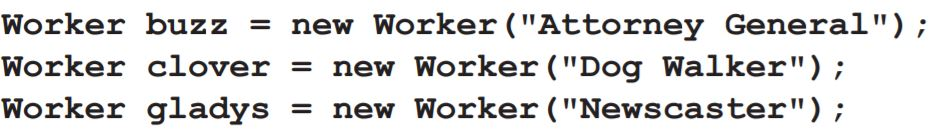 Worker buzz = new Worker("Attorney General");
Worker clover = new Worker("Dog Walker");
Worker gladys = new Worker("Newscaster");